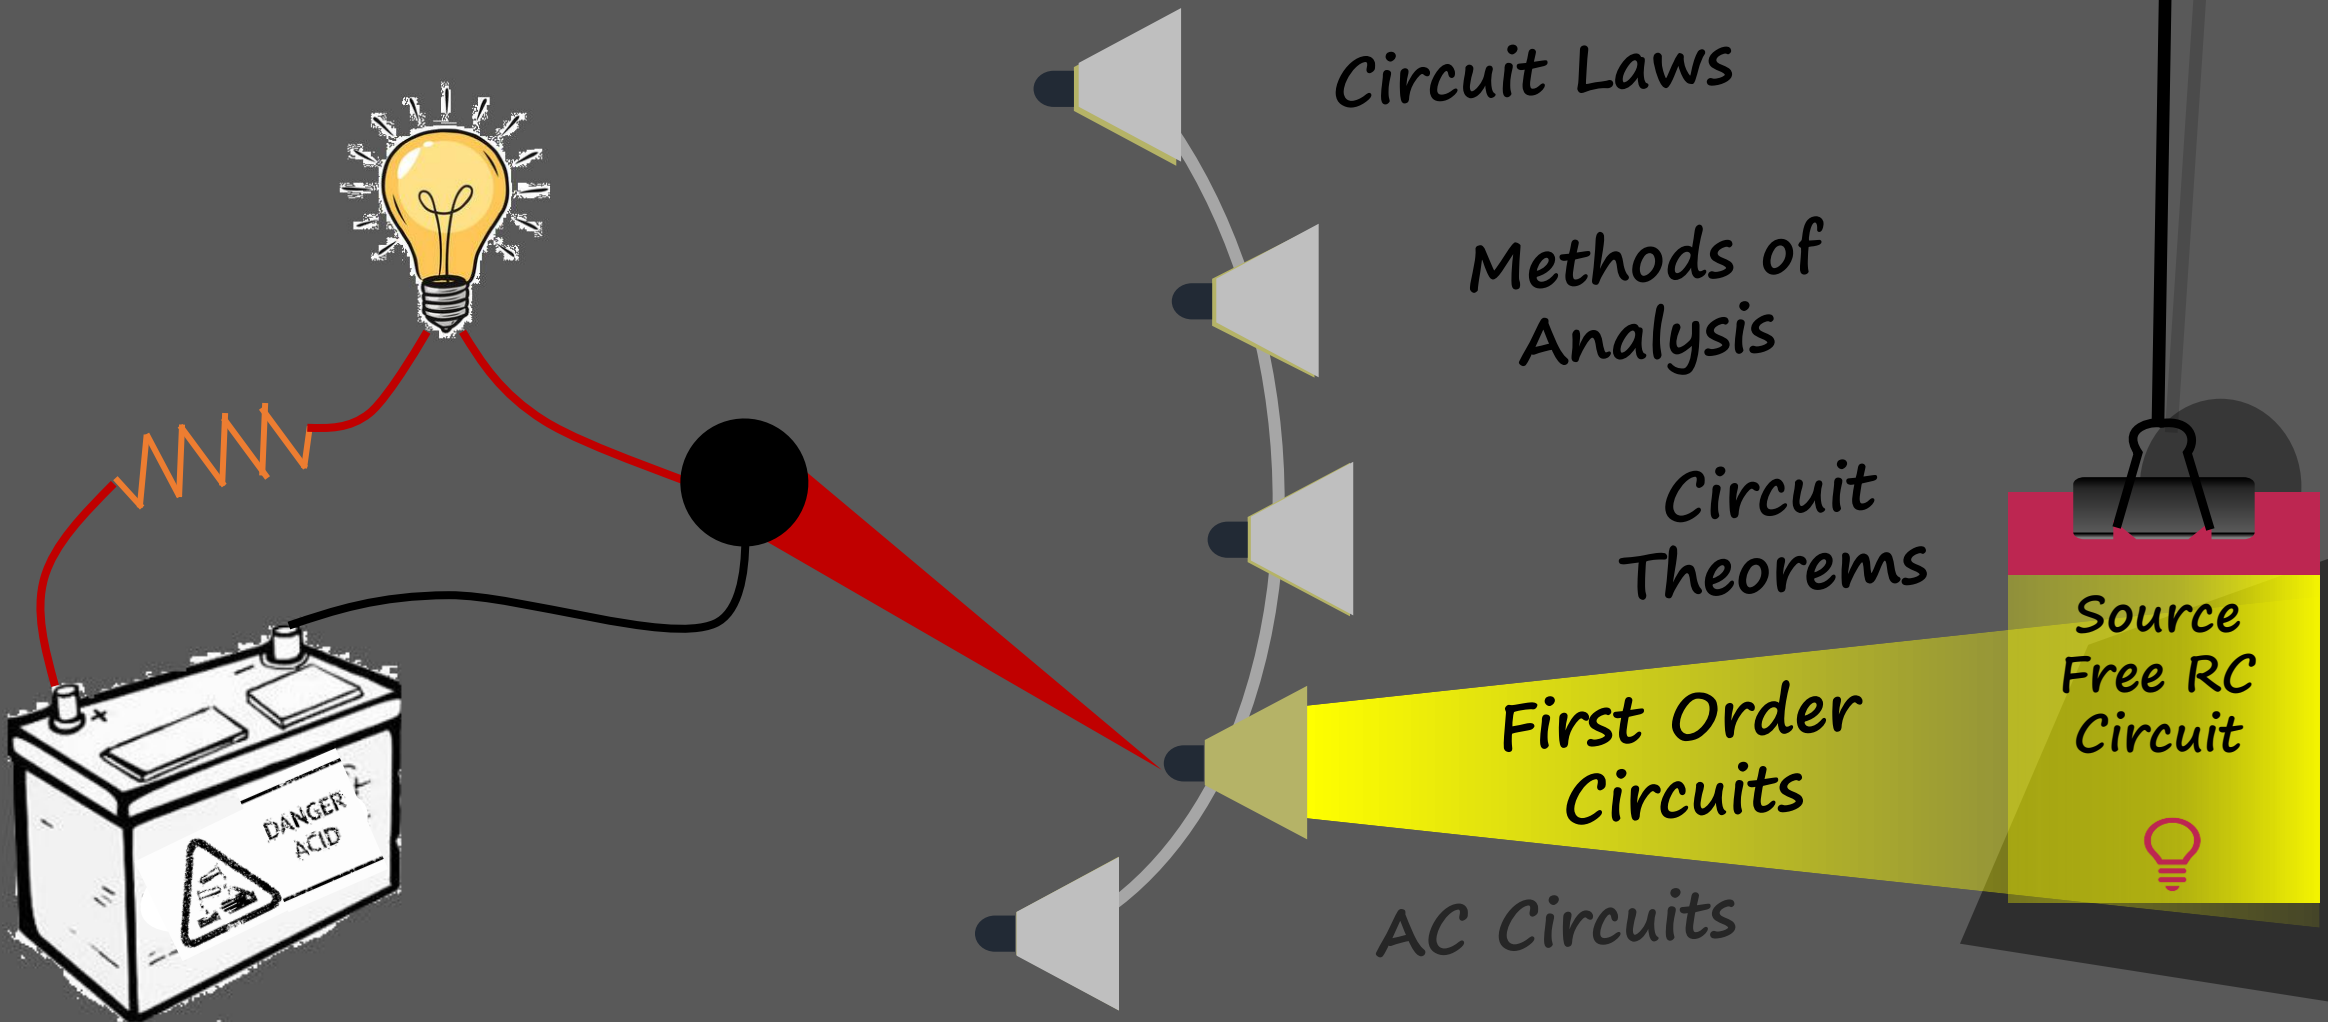 Circuit Laws
Methods of
Analysis
Circuit
Theorems
First Order
Circuits
AC Circuits
Source
Free RC
Circuit
+
DANGER
ACID